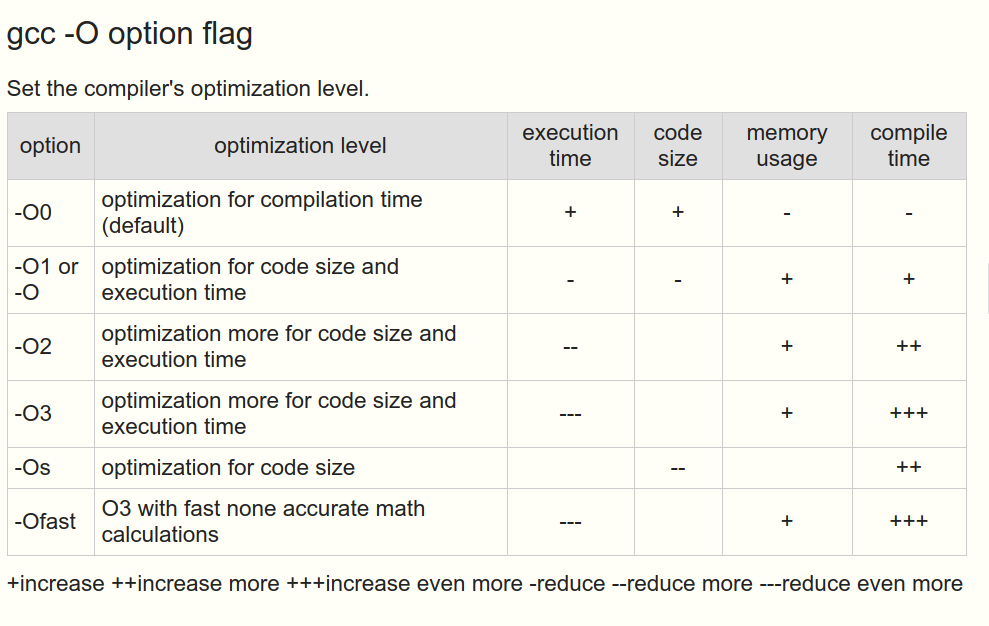 gcc -O option flag
Set the compiler's optimization level.
option optimization level execution time code size memory usage compile time
-O0 optimization for compilation time (default) + + - -
-O1 or -O optimization for code size and execution time - - + +
-O2 optimization more for code size and execution time -- + ++
-O3 optimization more for code size and execution time --- + +++
-Os optimization for code size -- ++
-Ofast O3 with fast none accurate math calculations --- + +++
+increase ++increase more +++increase even more -reduce --reduce more ---reduce even more